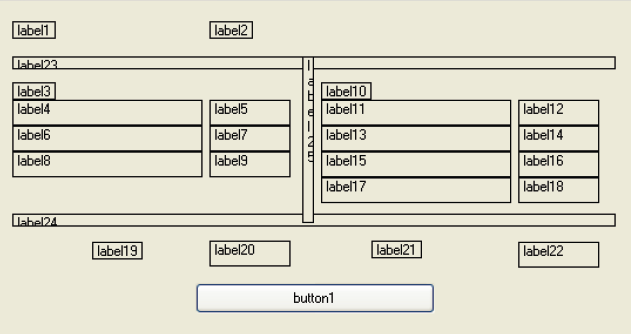 label1 label2
label23
label3 label10
label4 label5 label11 label12
label6 label7 label13 label14
label8 label9 label15 label16
label17 label18
label25
label24
label19 label20 label21 label22
button1